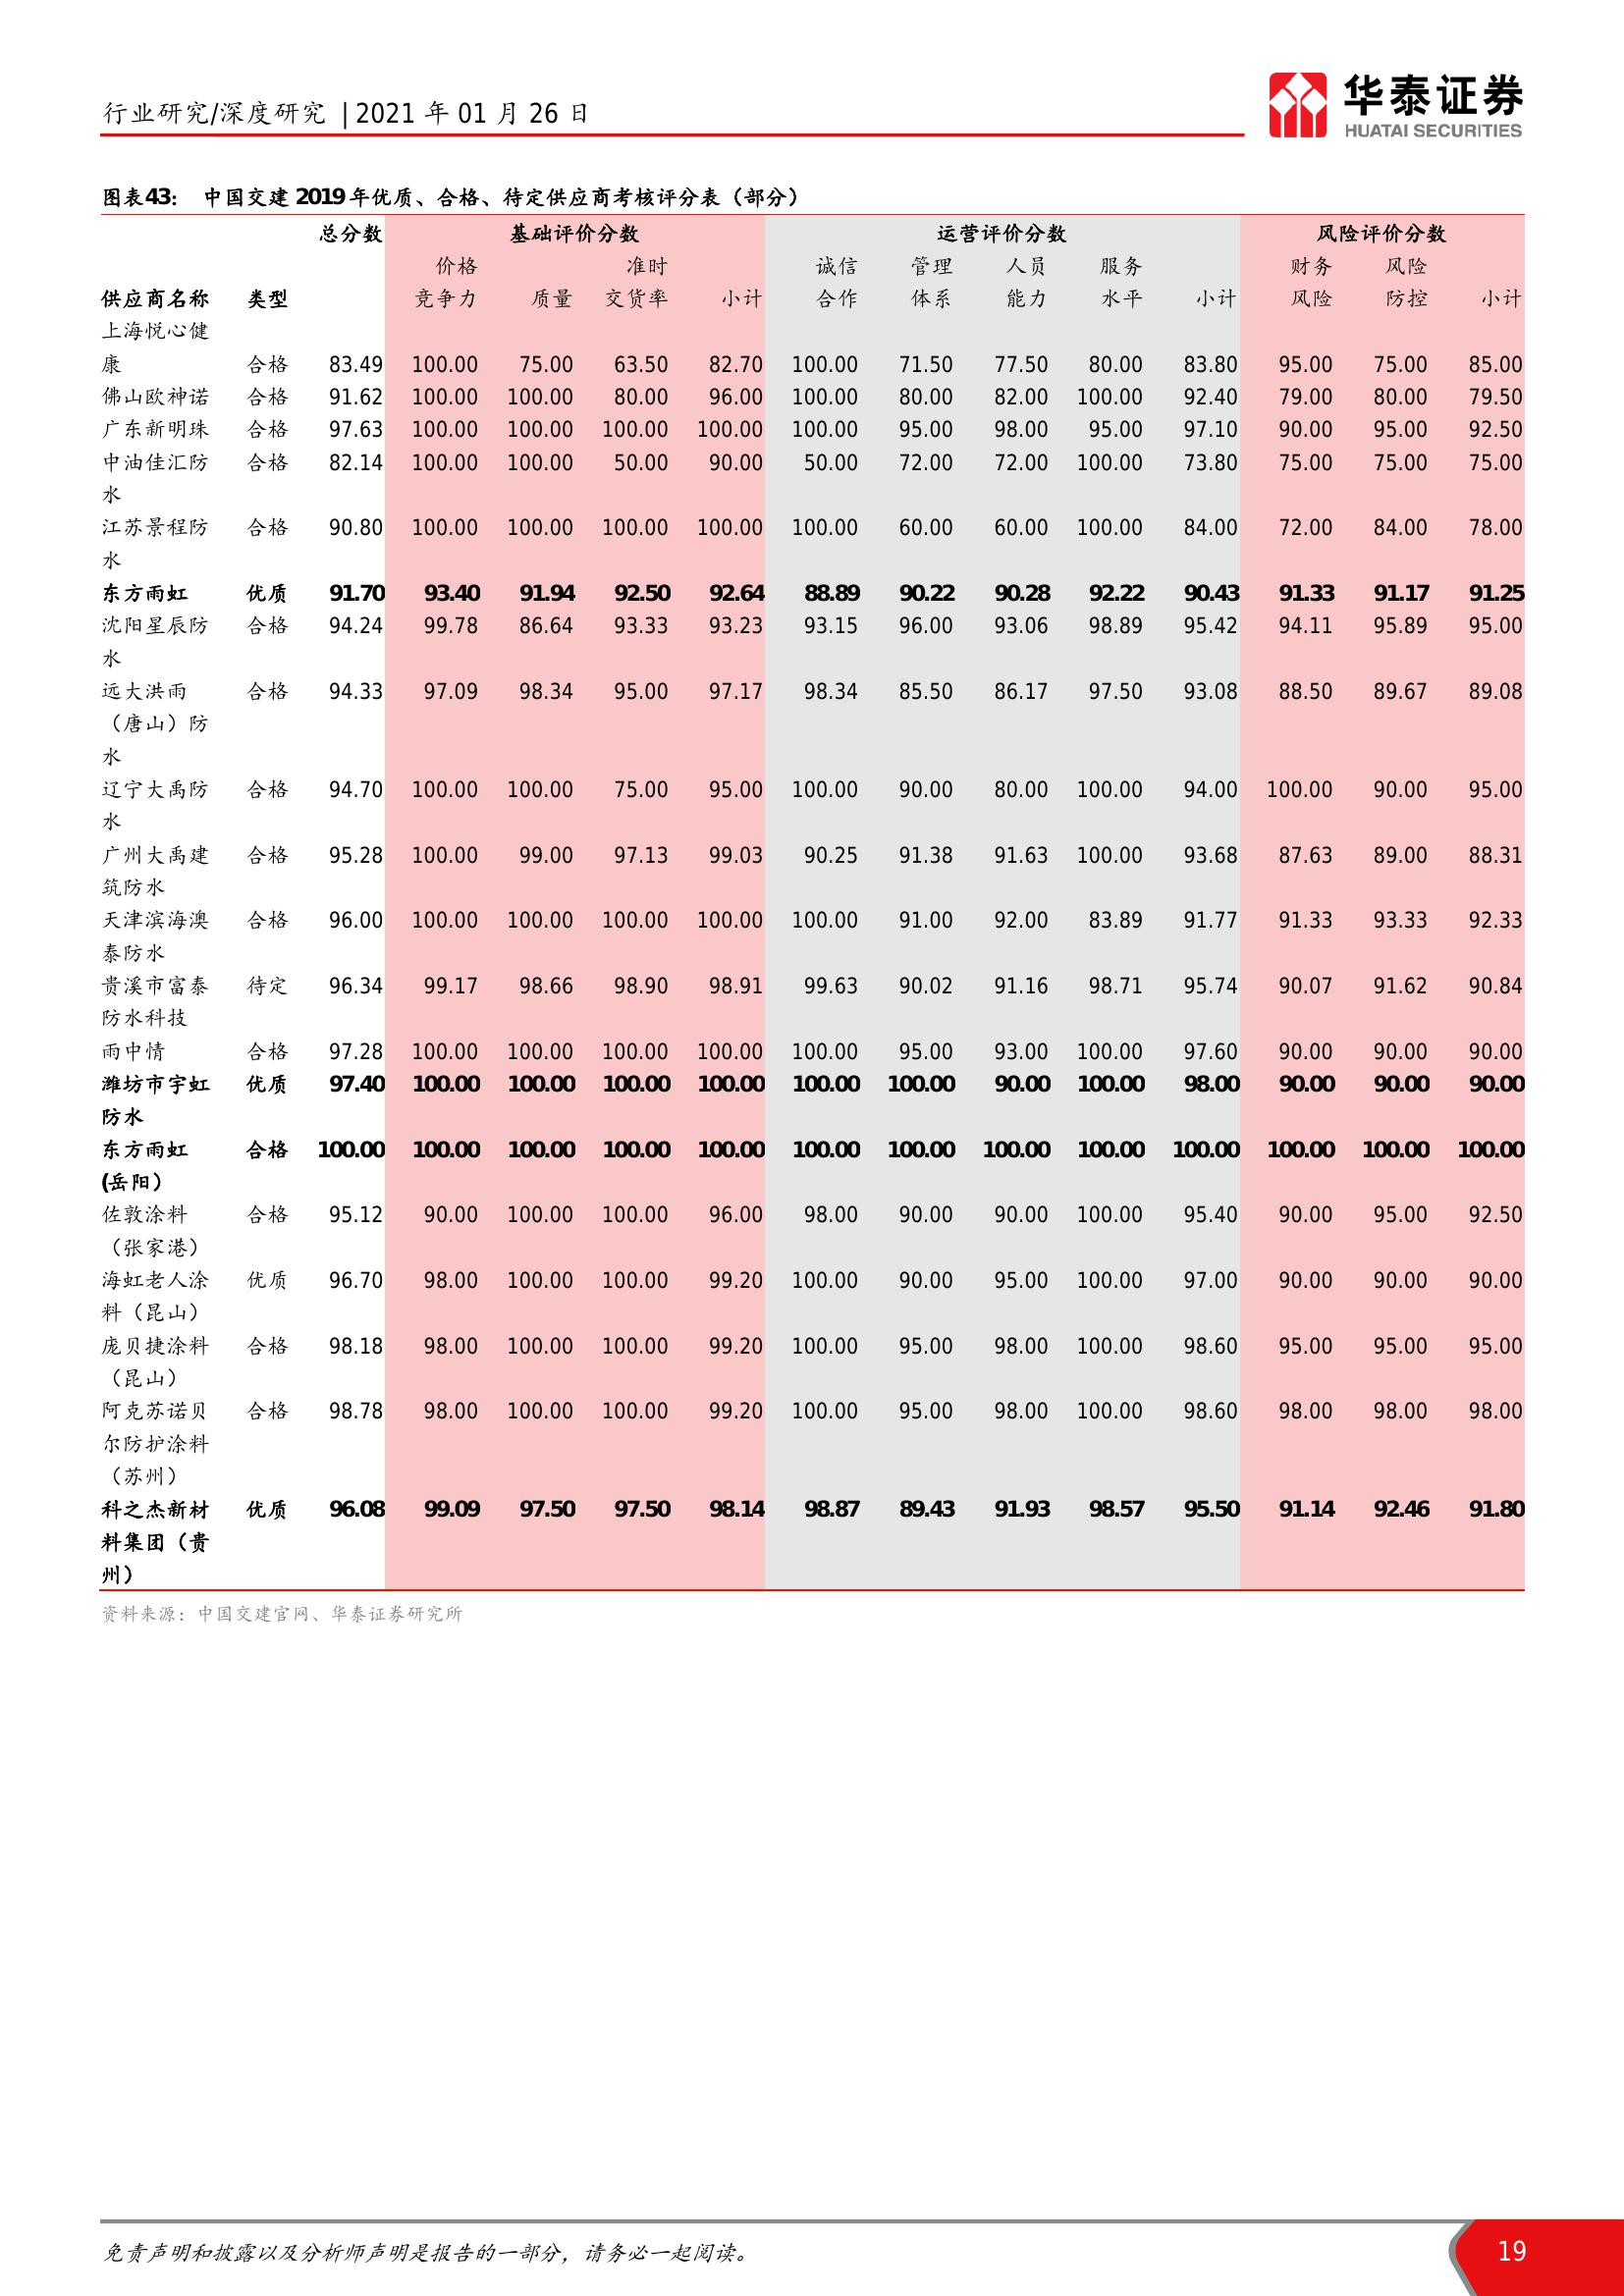 行业研究/深度研究 | 2021 年 01 月 26 日
华泰证券
HUATAI SECURITIES
图表43： 中国交建 2019 年优质、合格、待定供应商考核评分表（部分）
总分数 基础评价分数 运营评价分数 风险评价分数
价格 准时 诚信 管理 人员 服务 财务 风险
供应商名称 类型 竞争力 质量 交货率 小计 合作 体系 能力 水平 小计 风险 防控 小计
上海悦心健
康 合格 83.49 100.00 75.00 63.50 82.70 100.00 71.50 77.50 80.00 83.80 95.00 75.00 85.00
佛山欧神诺 合格 91.62 100.00 100.00 80.00 96.00 100.00 80.00 82.00 100.00 92.40 79.00 80.00 79.50
广东新明珠 合格 97.63 100.00 100.00 100.00 100.00 100.00 95.00 98.00 95.00 97.10 90.00 95.00 92.50
中油佳汇防 合格 82.14 100.00 100.00 50.00 90.00 50.00 72.00 72.00 100.00 73.80 75.00 75.00 75.00
水
江苏景程防 合格 90.80 100.00 100.00 100.00 100.00 100.00 60.00 60.00 100.00 84.00 72.00 84.00 78.00
水
东方雨虹 优质 91.70 93.40 91.94 92.50 92.64 88.89 90.22 90.28 92.22 90.43 91.33 91.17 91.25
沈阳星辰防 合格 94.24 99.78 86.64 93.33 93.23 93.15 96.00 93.06 98.89 95.42 94.11 95.89 95.00
水
远大洪雨 合格 94.33 97.09 98.34 95.00 97.17 98.34 85.50 86.17 97.50 93.08 88.50 89.67 89.08
（唐山）防
水
辽宁大禹防 合格 94.70 100.00 100.00 75.00 95.00 100.00 90.00 80.00 100.00 94.00 100.00 90.00 95.00
水
广州大禹建 合格 95.28 100.00 99.00 97.13 99.03 90.25 91.38 91.63 100.00 93.68 87.63 89.00 88.31
筑防水
天津滨海澳 合格 96.00 100.00 100.00 100.00 100.00 100.00 91.00 92.00 83.89 91.77 91.33 93.33 92.33
泰防水
贵溪市富泰 待定 96.34 99.17 98.66 98.90 98.91 99.63 90.02 91.16 98.71 95.74 90.07 91.62 90.84
防水科技
雨中情 合格 97.28 100.00 100.00 100.00 100.00 100.00 95.00 93.00 100.00 97.60 90.00 90.00 90.00
潍坊市宇虹 优质 97.40 100.00 100.00 100.00 100.00 100.00 100.00 90.00 100.00 98.00 90.00 90.00 90.00
防水
东方雨虹 合格 100.00 100.00 100.00 100.00 100.00 100.00 100.00 100.00 100.00 100.00 100.00 100.00 100.00
(岳阳）
佐敦涂料 合格 95.12 90.00 100.00 100.00 96.00 98.00 90.00 90.00 100.00 95.40 90.00 95.00 92.50
（张家港）
海虹老人涂 优质 96.70 98.00 100.00 100.00 99.20 100.00 90.00 95.00 100.00 97.00 90.00 90.00 90.00
料（昆山）
庞贝捷涂料 合格 98.18 98.00 100.00 100.00 99.20 100.00 95.00 98.00 100.00 98.60 95.00 95.00 95.00
（昆山）
阿克苏诺贝 合格 98.78 98.00 100.00 100.00 99.20 100.00 95.00 98.00 100.00 98.60 98.00 98.00 98.00
尔防护涂料
（苏州）
科之杰新材 优质 96.08 99.09 97.50 97.50 98.14 98.87 89.43 91.93 98.57 95.50 91.14 92.46 91.80
料集团（贵
州）
资料来源：中国交建官网、华泰证券研究所
免责声明和披露以及分析师声明是报告的一部分，请务必一起阅读。
19